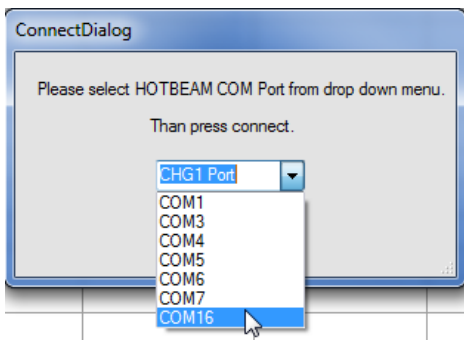 ConnectDialog
Please select HOTBEAM COM Port from drop down menu.
Than press connect.
CHG1 Port
COM1
COM3
COM4
COM5
COM6
COM7
COM16